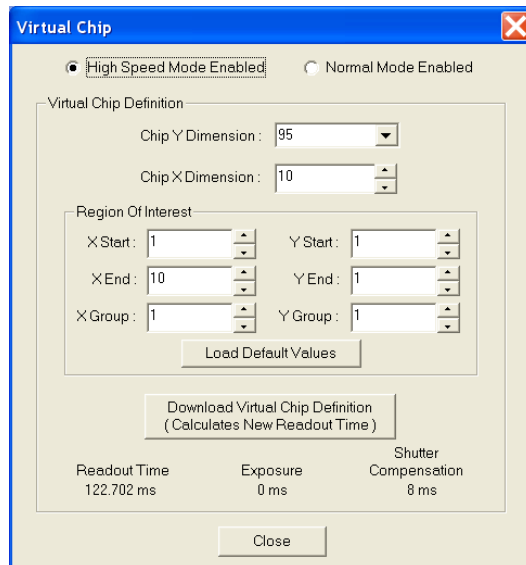 Virtual Chip
High Speed Mode Enabled Normal Mode Enabled
Virtual Chip Definition
Chip Y Dimension : 95
Chip X Dimension : 10
Region Of Interest
X Start : 1 Y Start : 1
X End : 10 Y End : 1
X Group : 1 Y Group : 1
Load Default Values
Download Virtual Chip Definition
( Calculates New Readout Time )
Readout Time Exposure Shutter Compensation
122.702 ms 0 ms 8 ms
Close